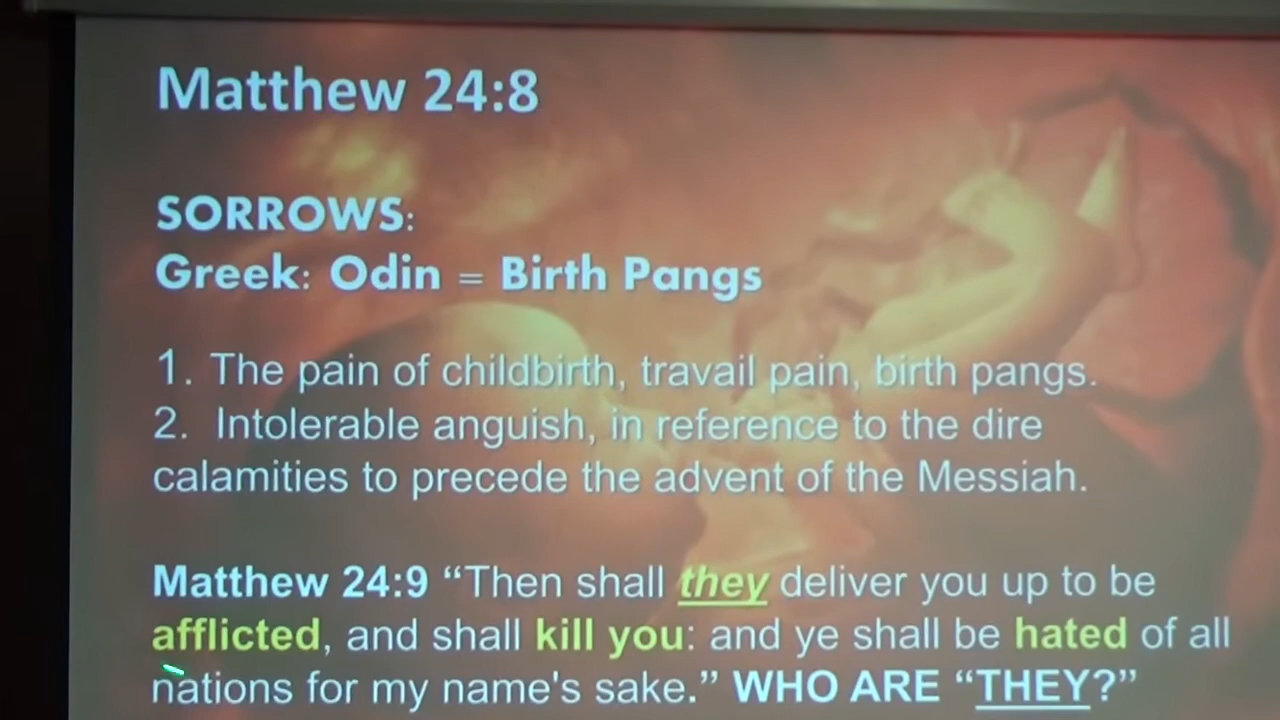 Matthew 24:8
SORROWS:
Greek: Odin = Birth Pangs
1. The pain of childbirth, travail pain, birth pangs.
2. Intolerable anguish, in reference to the dire
calamities to precede the advent of the Messiah.
Matthew 24:9 “Then shall they deliver you up to be
afflicted, and shall kill you: and ye shall be hated of all
nations for my name's sake.” WHO ARE “THEY?”